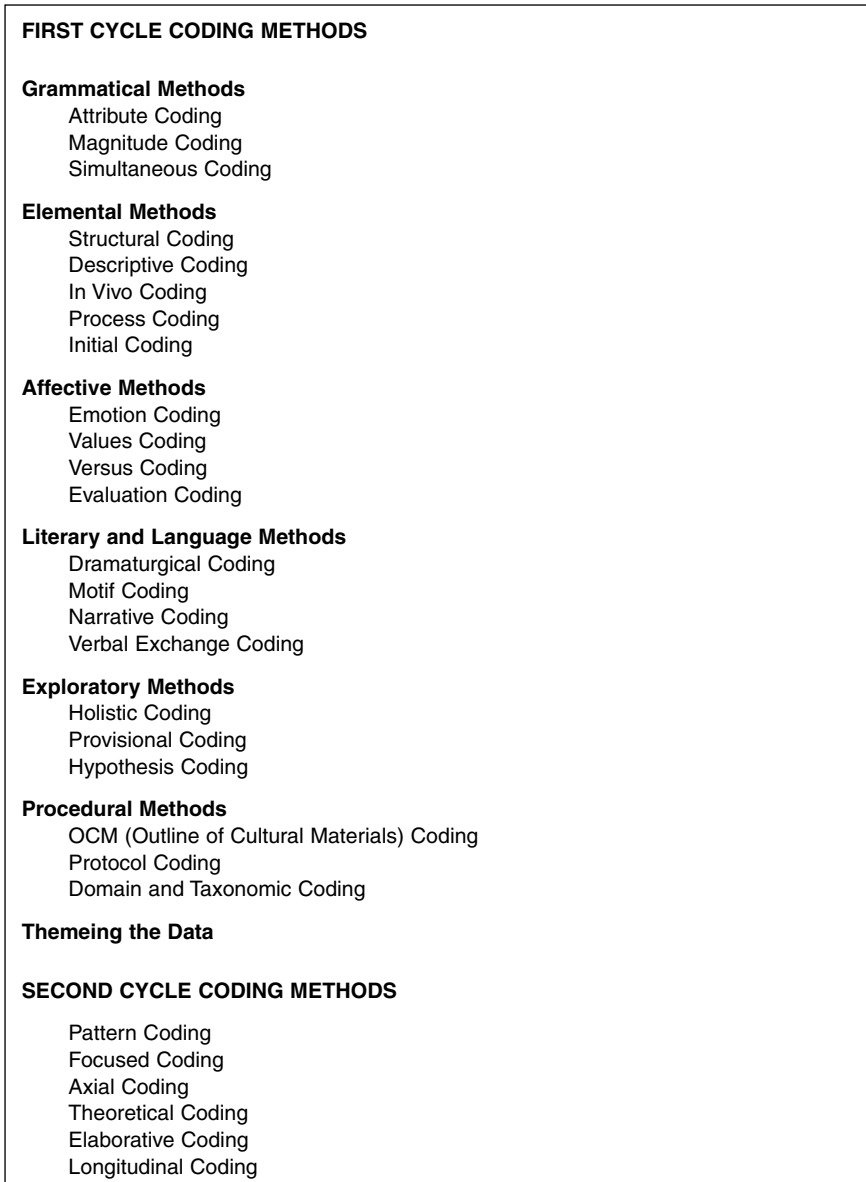 FIRST CYCLE CODING METHODS
Grammatical Methods
Attribute Coding
Magnitude Coding
Simultaneous Coding
Elemental Methods
Structural Coding
Descriptive Coding
In Vivo Coding
Process Coding
Initial Coding
Affective Methods
Emotion Coding
Values Coding
Versus Coding
Evaluation Coding
Literary and Language Methods
Dramaturgical Coding
Motif Coding
Narrative Coding
Verbal Exchange Coding
Exploratory Methods
Holistic Coding
Provisional Coding
Hypothesis Coding
Procedural Methods
OCM (Outline of Cultural Materials) Coding
Protocol Coding
Domain and Taxonomic Coding
Themeing the Data
SECOND CYCLE CODING METHODS
Pattern Coding
Focused Coding
Axial Coding
Theoretical Coding
Elaborative Coding
Longitudinal Coding